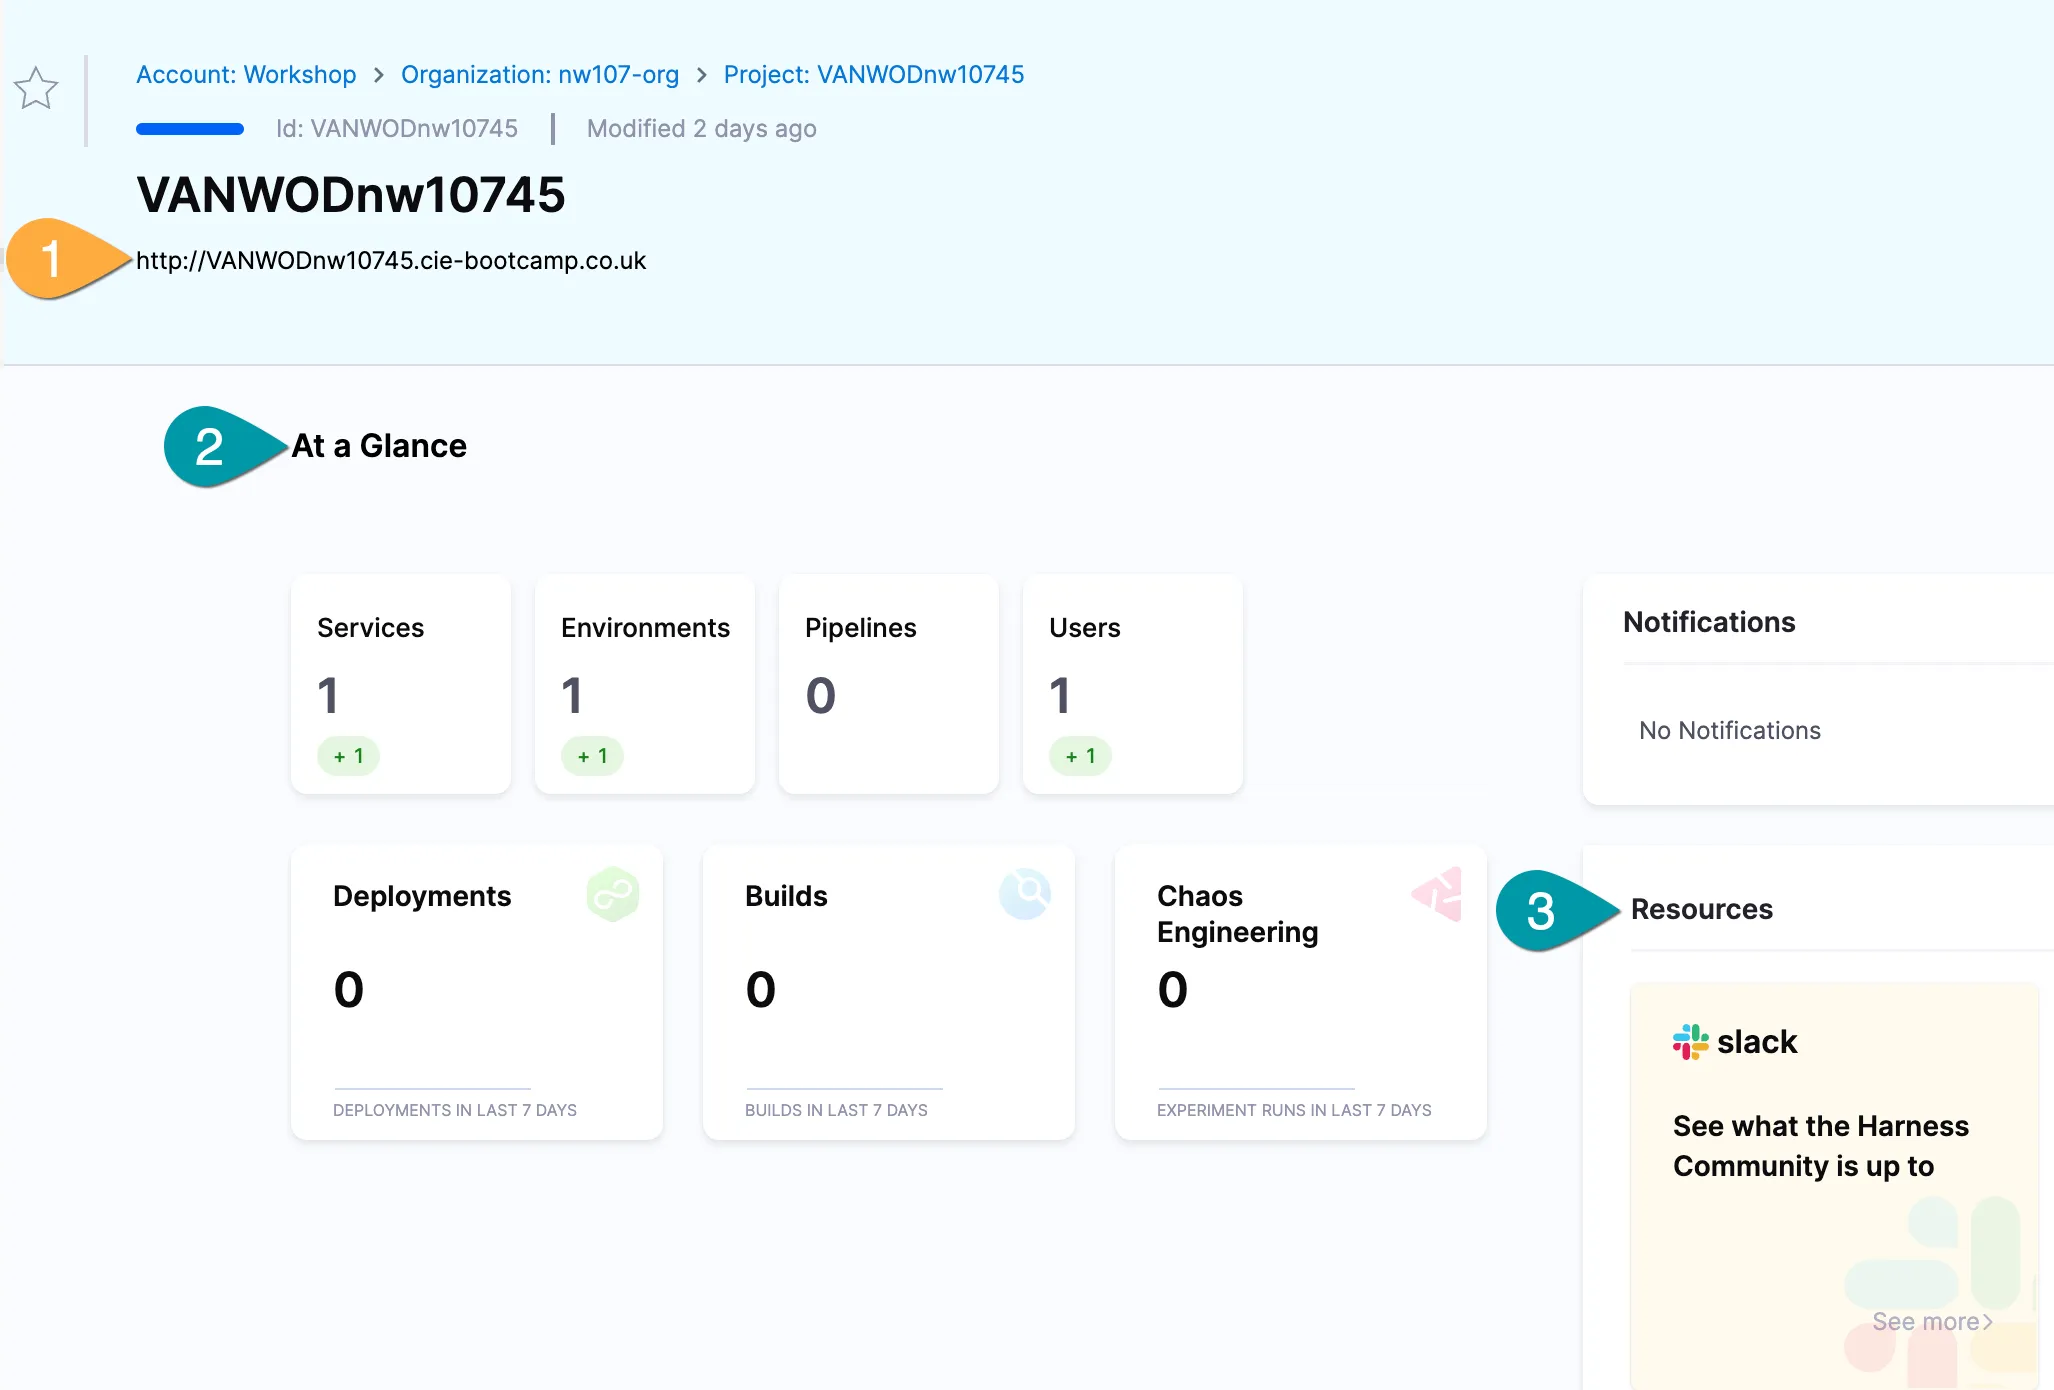 Account: Workshop > Organization: nw107-org > Project: VANWODnw10745
Id: VANWODnw10745 | Modified 2 days ago
VANWODnw10745
1
http://VANWODnw10745.cie-bootcamp.co.uk
2
At a Glance
Services
1
+ 1
Environments
1
+ 1
Pipelines
0
Users
1
+ 1
Notifications
No Notifications
Deployments
0
DEPLOYMENTS IN LAST 7 DAYS
Builds
0
BUILDS IN LAST 7 DAYS
Chaos
Engineering
0
EXPERIMENT RUNS IN LAST 7 DAYS
3
Resources
slack
See what the Harness
Community is up to
See more>